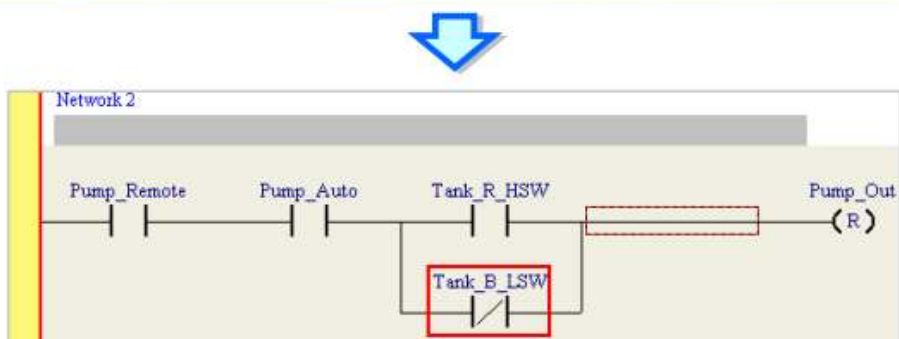 Network 2
Pump_Remote Pump_Auto Tank_R_HSW Pump_Out
R
Tank_B_LSW